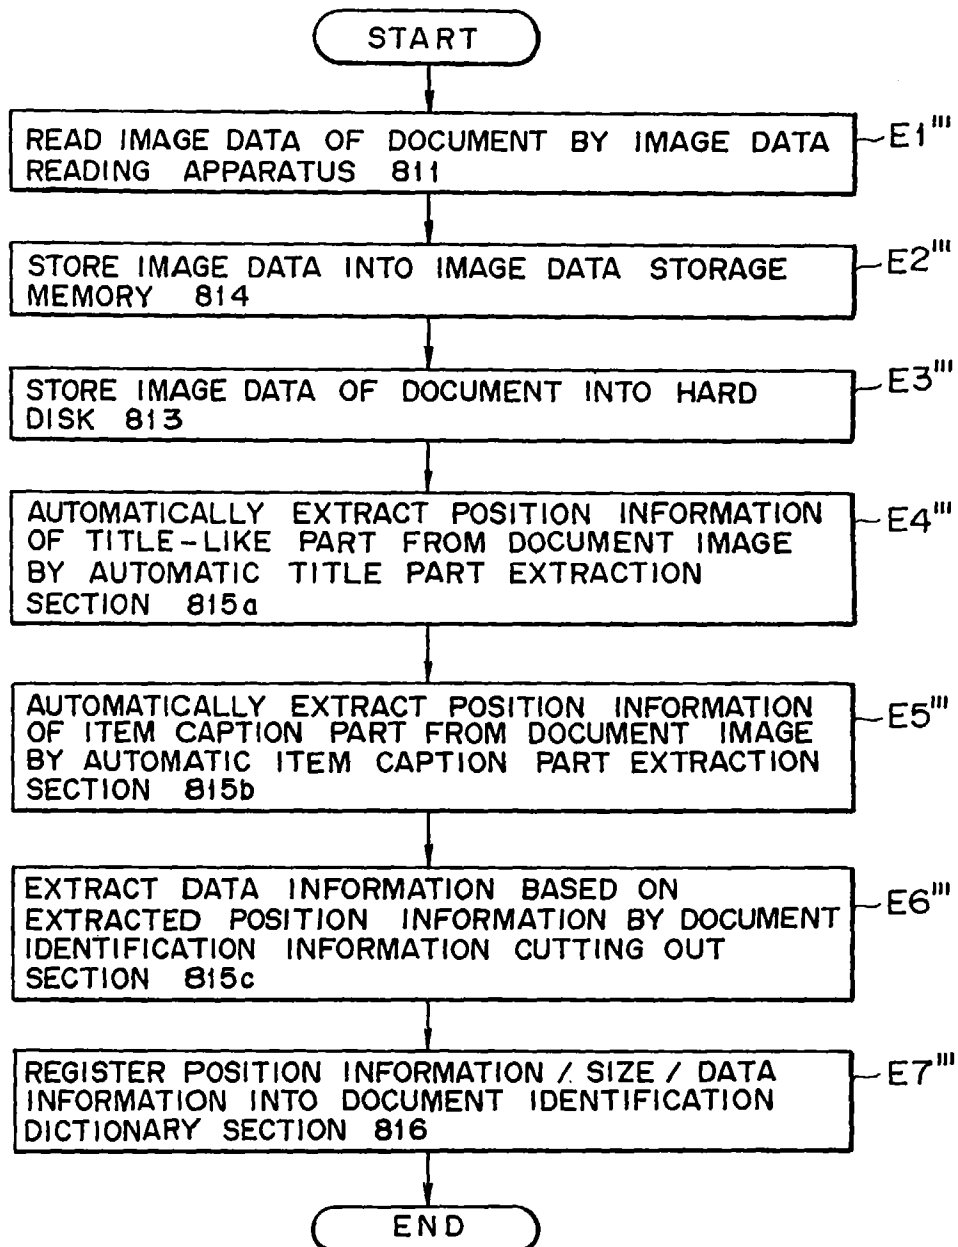 START
READ IMAGE DATA OF DOCUMENT BY IMAGE DATA
READING APPARATUS 811
E1'''
STORE IMAGE DATA INTO IMAGE DATA STORAGE
MEMORY 814
E2'''
STORE IMAGE DATA OF DOCUMENT INTO HARD
DISK 813
E3'''
AUTOMATICALLY EXTRACT POSITION INFORMATION
OF TITLE-LIKE PART FROM DOCUMENT IMAGE
BY AUTOMATIC TITLE PART EXTRACTION
SECTION 815a
E4'''
AUTOMATICALLY EXTRACT POSITION INFORMATION
OF ITEM CAPTION PART FROM DOCUMENT IMAGE
BY AUTOMATIC ITEM CAPTION PART EXTRACTION
SECTION 815b
E5'''
EXTRACT DATA INFORMATION BASED ON
EXTRACTED POSITION INFORMATION BY DOCUMENT
IDENTIFICATION INFORMATION CUTTING OUT
SECTION 815c
E6'''
REGISTER POSITION INFORMATION / SIZE / DATA
INFORMATION INTO DOCUMENT IDENTIFICATION
DICTIONARY SECTION 816
E7'''
END